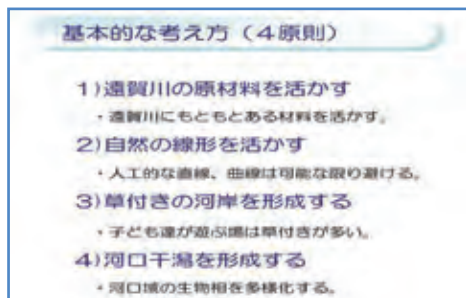 基本的な考え方（４原則）
１）遠賀川の原材料を活かす
・遠賀川にもともとある材料を活かす。
２）自然の線形を活かす
・人工的な直線、曲線は可能な限り避ける。
３）草付きの河岸を形成する
・子ども達が遊ぶ場は草付きが多い。
４）河口干潟を形成する
・河口域の生物相を多様化する。